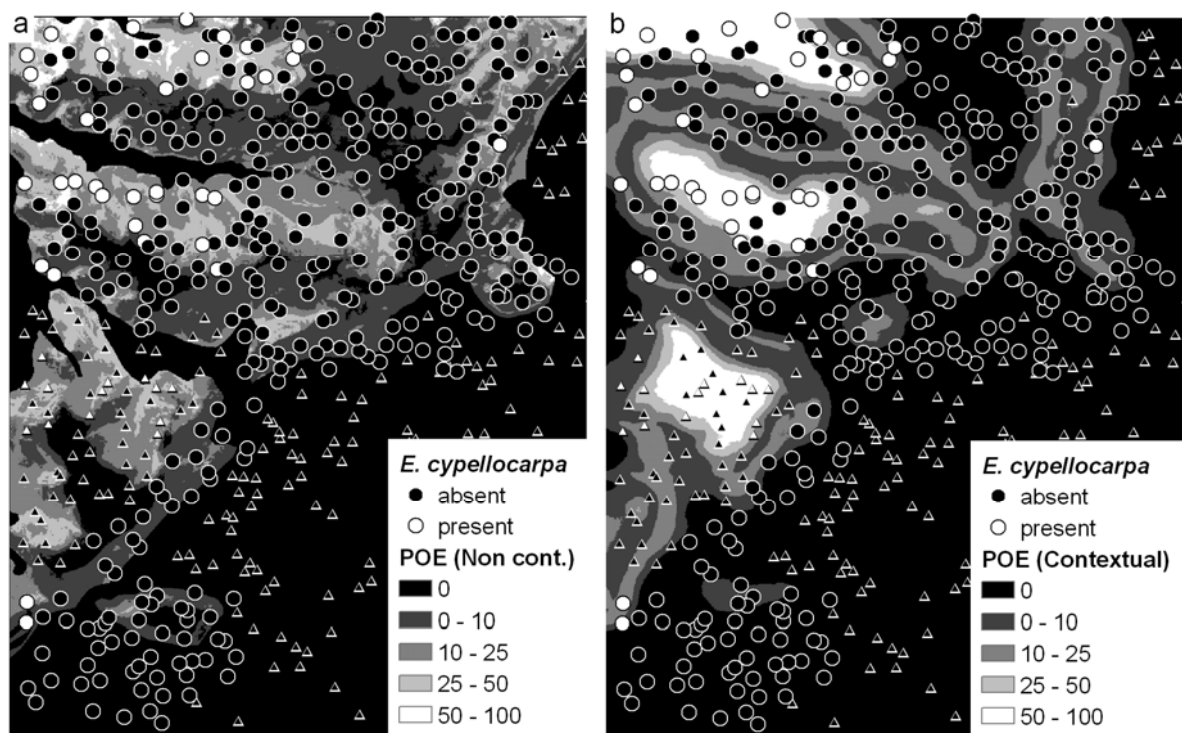 a
E. cypellocarpa
absent
present
POE (Non cont.)
0
0 - 10
10 - 25
25 - 50
50 - 100
b
E. cypellocarpa
absent
present
POE (Contextual)
0
0 - 10
10 - 25
25 - 50
50 - 100